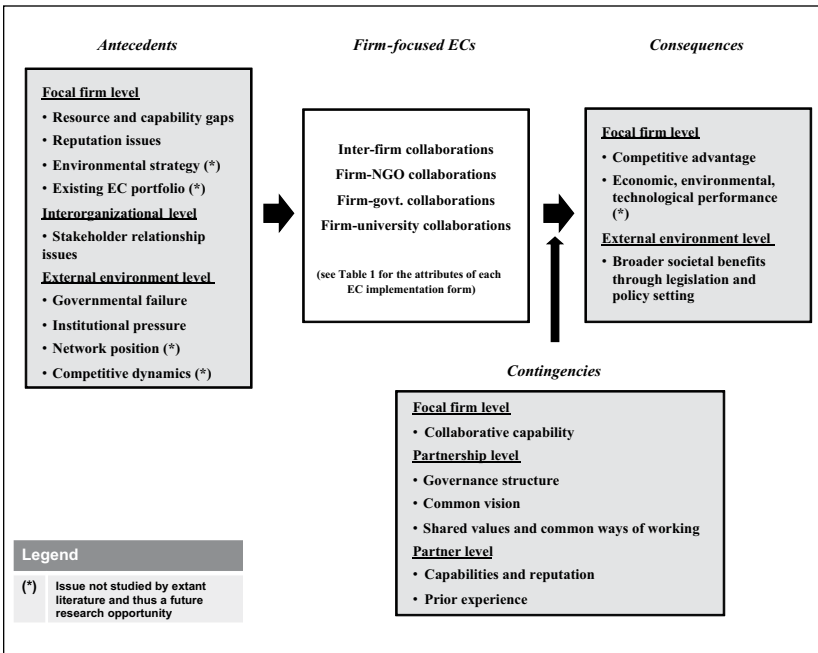 Antecedents
Focal firm level
• Resource and capability gaps
• Reputation issues
• Environmental strategy (*)
• Existing EC portfolio (*)
Interorganizational level
• Stakeholder relationship
issues
External environment level
• Governmental failure
• Institutional pressure
• Network position (*)
• Competitive dynamics (*)
Firm-focused ECs
Inter-firm collaborations
Firm-NGO collaborations
Firm-govt. collaborations
Firm-university collaborations
(see Table 1 for the attributes of each
EC implementation form)
Consequences
Focal firm level
• Competitive advantage
• Economic, environmental,
technological performance
(*)
External environment level
• Broader societal benefits
through legislation and
policy setting
Contingencies
Focal firm level
• Collaborative capability
Partnership level
• Governance structure
• Common vision
• Shared values and common ways of working
Partner level
• Capabilities and reputation
• Prior experience
Legend
(*) Issue not studied by extant
literature and thus a future
research opportunity